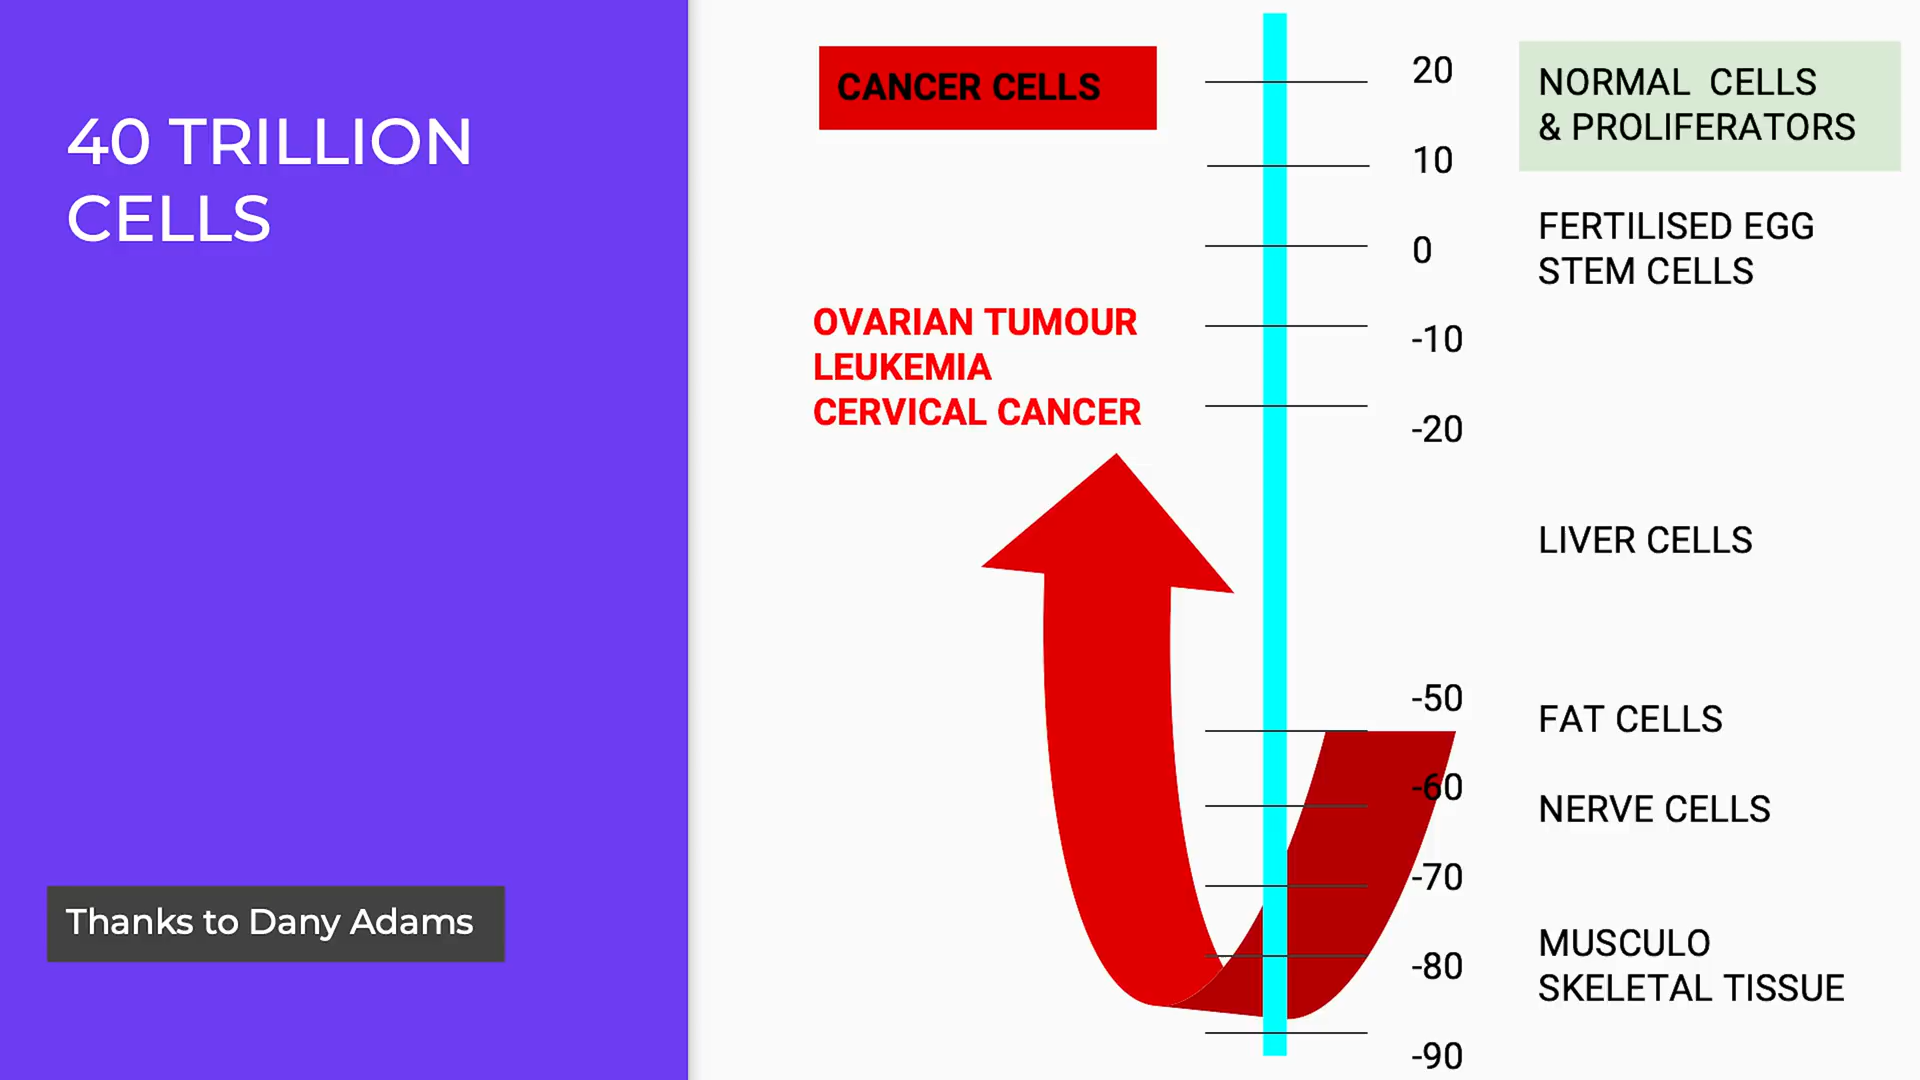 40 TRILLION
CELLS
Thanks to Dany Adams
CANCER CELLS
OVARIAN TUMOUR
LEUKEMIA
CERVICAL CANCER
20
10
0
-10
-20
-50
-60
-70
-80
-90
NORMAL CELLS
& PROLIFERATORS
FERTILISED EGG
STEM CELLS
LIVER CELLS
FAT CELLS
NERVE CELLS
MUSCULO
SKELETAL TISSUE